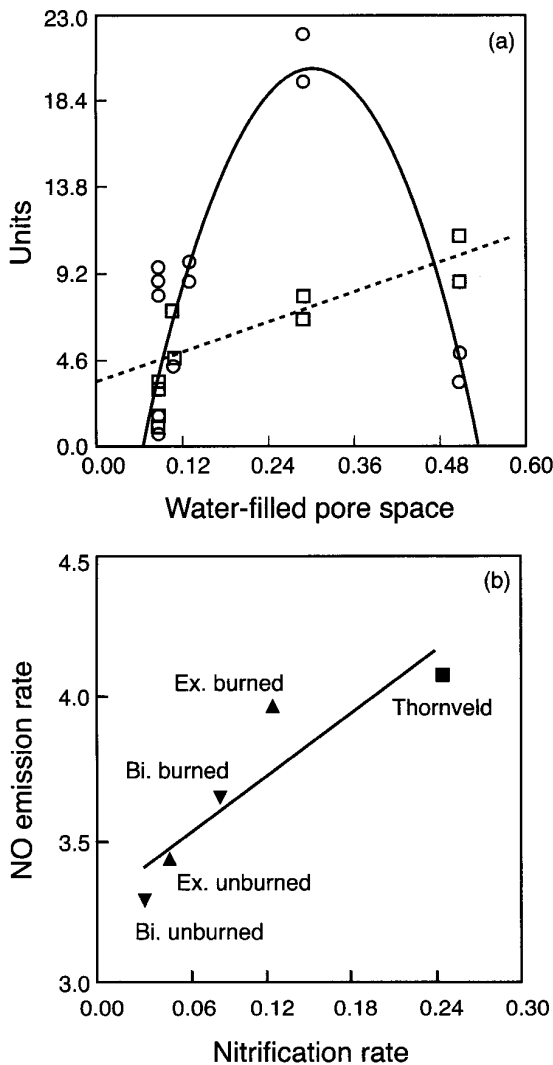 (a)
Units
23.0
18.4
13.8
9.2
4.6
0.0
0.00 0.12 0.24 0.36 0.48 0.60
Water-filled pore space
(b)
NO emission rate
4.5
4.0
3.5
3.0
Ex. burned
Thornveld
Bi. burned
Ex. unburned
Bi. unburned
0.00 0.06 0.12 0.18 0.24 0.30
Nitrification rate